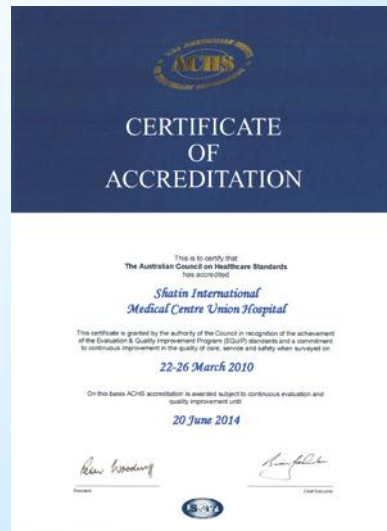 THE AUSTRALIAN COUNCIL
ACHS
CERTIFICATE
OF
ACCREDITATION
This is to certify that
The Australian Council on Healthcare Standards
has accredited
Shatin International
Medical Centre Union Hospital
This certificate is granted by the authority of the Council in recognition of the achievement
of the Evaluation & Quality Improvement Program (EQuIP) standards and a commitment
to continuous improvement in the quality of care, service and safety when surveyed on
22-26 March 2010
On this basis ACHS accreditation is awarded subject to continuous evaluation and
quality improvement until
20 June 2014
President
Chief Executive